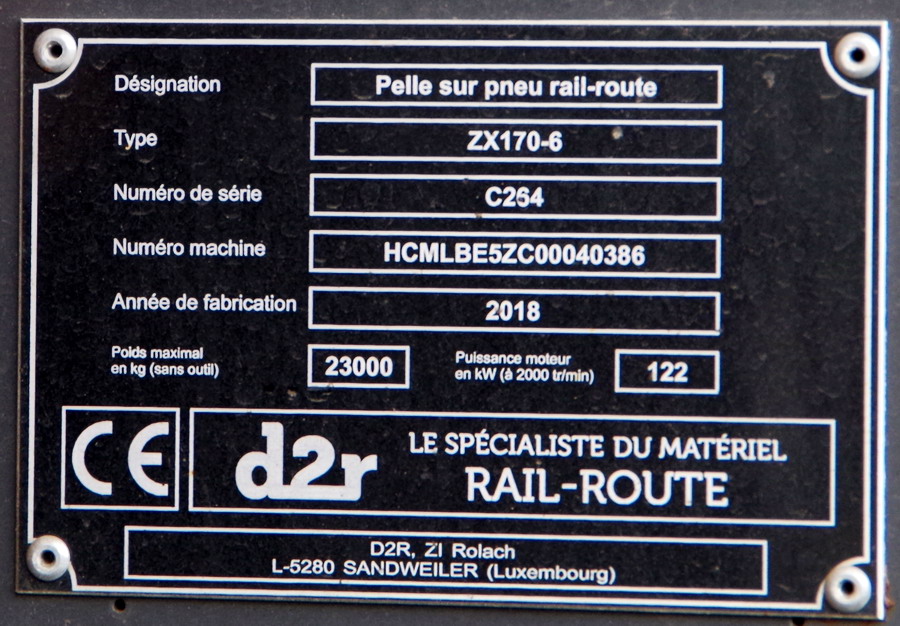 Désignation Pelle sur pneu rail-route
Type ZX170-6
Numéro de série C264
Numéro machine HCMLBE5ZC00040386
Année de fabrication 2018
Poids maximal
en kg (sans outil) 23000
Puissance moteur
en kW (à 2000 tr/min) 122
CE
d2r
LE SPÉCIALISTE DU MATÉRIEL
RAIL-ROUTE
D2R, ZI Rolach
L-5280 SANDWEILER (Luxembourg)